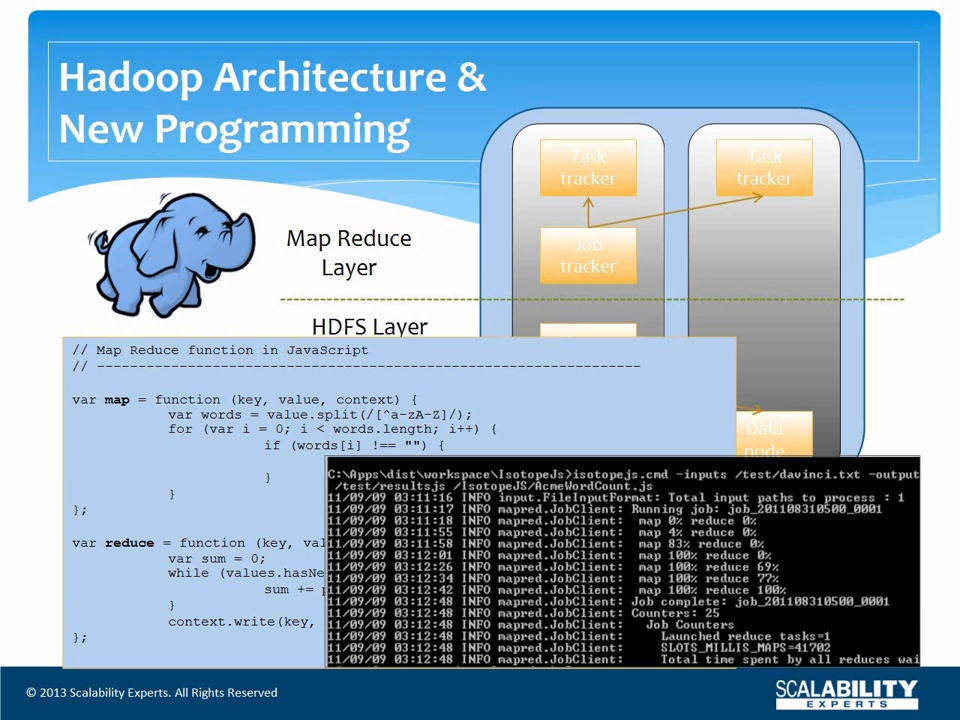 Hadoop Architecture &
New Programming
Task
tracker
Task
tracker
Map Reduce
Layer
Job
tracker
HDFS Layer
Data
node
// Map Reduce function in JavaScript
// ------------------------------------------------------------------
var map = function (key, value, context) {
var words = value.split(/[^a-zA-Z]/);
for (var i = 0; i < words.length; i++) {
if (words[i] !== "") {
}
}
};
var reduce = function (key, val
var sum = 0;
while (values.hasNe
sum += p
}
context.write(key,
};
C:\Apps\dist\workspace\IsotopeJs>isotopejs.cmd -inputs /test/davinci.txt -output
/test/resultsjs /IsotopeJS/AcmeWordCount.js
11/09/09 03:11:16 INFO input.FileInputFormat: Total input paths to process : 1
11/09/09 03:11:17 INFO mapred.JobClient: Running job: job_201108310500_0001
11/09/09 03:11:18 INFO mapred.JobClient: map 0% reduce 0%
11/09/09 03:11:55 INFO mapred.JobClient: map 4% reduce 0%
11/09/09 03:11:58 INFO mapred.JobClient: map 83% reduce 0%
11/09/09 03:12:01 INFO mapred.JobClient: map 100% reduce 0%
11/09/09 03:12:26 INFO mapred.JobClient: map 100% reduce 69%
11/09/09 03:12:34 INFO mapred.JobClient: map 100% reduce 77%
11/09/09 03:12:42 INFO mapred.JobClient: map 100% reduce 100%
11/09/09 03:12:48 INFO mapred.JobClient: Job complete: job_201108310500_0001
11/09/09 03:12:48 INFO mapred.JobClient: Counters: 25
11/09/09 03:12:48 INFO mapred.JobClient: Job Counters
11/09/09 03:12:48 INFO mapred.JobClient: Launched reduce tasks=1
11/09/09 03:12:48 INFO mapred.JobClient: SLOTS_MILLIS_MAPS=41702
11/09/09 03:12:48 INFO mapred.JobClient: Total time spent by all reduces wai
© 2013 Scalability Experts. All Rights Reserved
SCALABILITY
EXPERTS